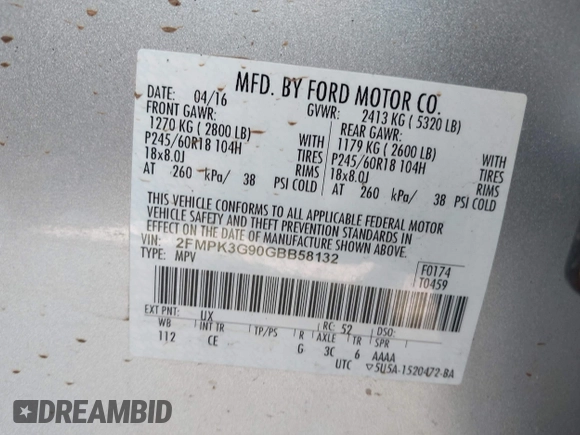 MFD. BY FORD MOTOR CO.
04/16 GVWR: 2413 KG ( 5320 LB)
FRONT GAWR: REAR GAWR:
1270 KG ( 2800 LB) 1179 KG ( 2600 LB)
P245/60R18 104H TIRES P245/60R18 104H TIRES
18x8.0J RIMS 18x8.0J RIMS
AT 260 kPa/ 38 PSI COLD AT 260 kPa/ 38 PSI COLD
THIS VEHICLE CONFORMS TO ALL APPLICABLE FEDERAL MOTOR
VEHICLE SAFETY AND THEFT PREVENTION STANDARDS IN EFFECT
ON THE DATE OF MANUFACTURE SHOWN ABOVE.
VIN: 2FMPK3G90GBB58132
TYPE: MPV
F0174
T0459
EXT PNT: UX RC: 52 DSO:
WB INT TR TP/PS R AXLE TR SPR
112 CE G 3C 6 AAAA
UTC ▽5U5A-1520472-BA
DREAMBID